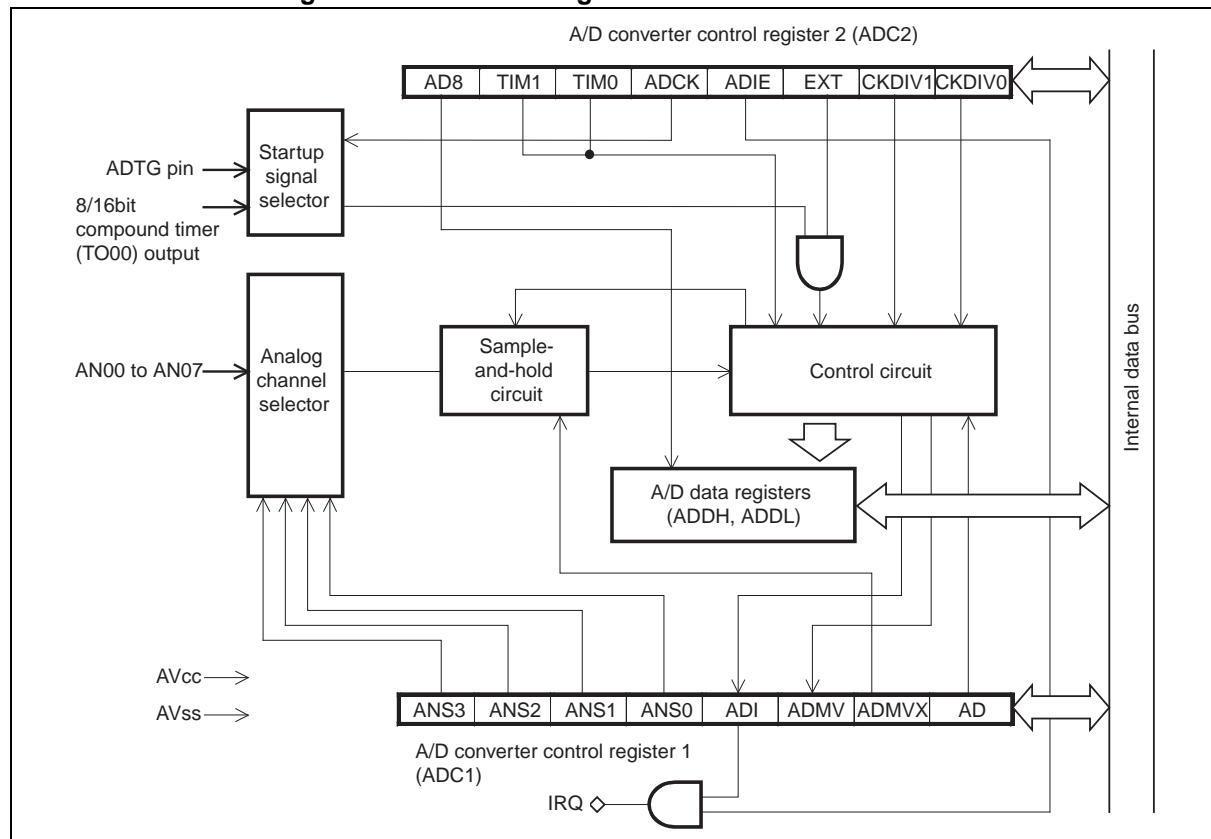 A/D converter control register 2 (ADC2)
AD8 TIM1 TIM0 ADCK ADIE EXT CKDIV1 CKDIV0
Startup
signal
selector
ADTG pin
8/16bit
compound timer
(TO00) output
Analog
channel
selector
AN00 to AN07
Sample-
and-hold
circuit
Control circuit
Internal data bus
A/D data registers
(ADDH, ADDL)
AVcc
AVss
ANS3 ANS2 ANS1 ANS0 ADI ADMV ADMVX AD
A/D converter control register 1
(ADC1)
IRQ